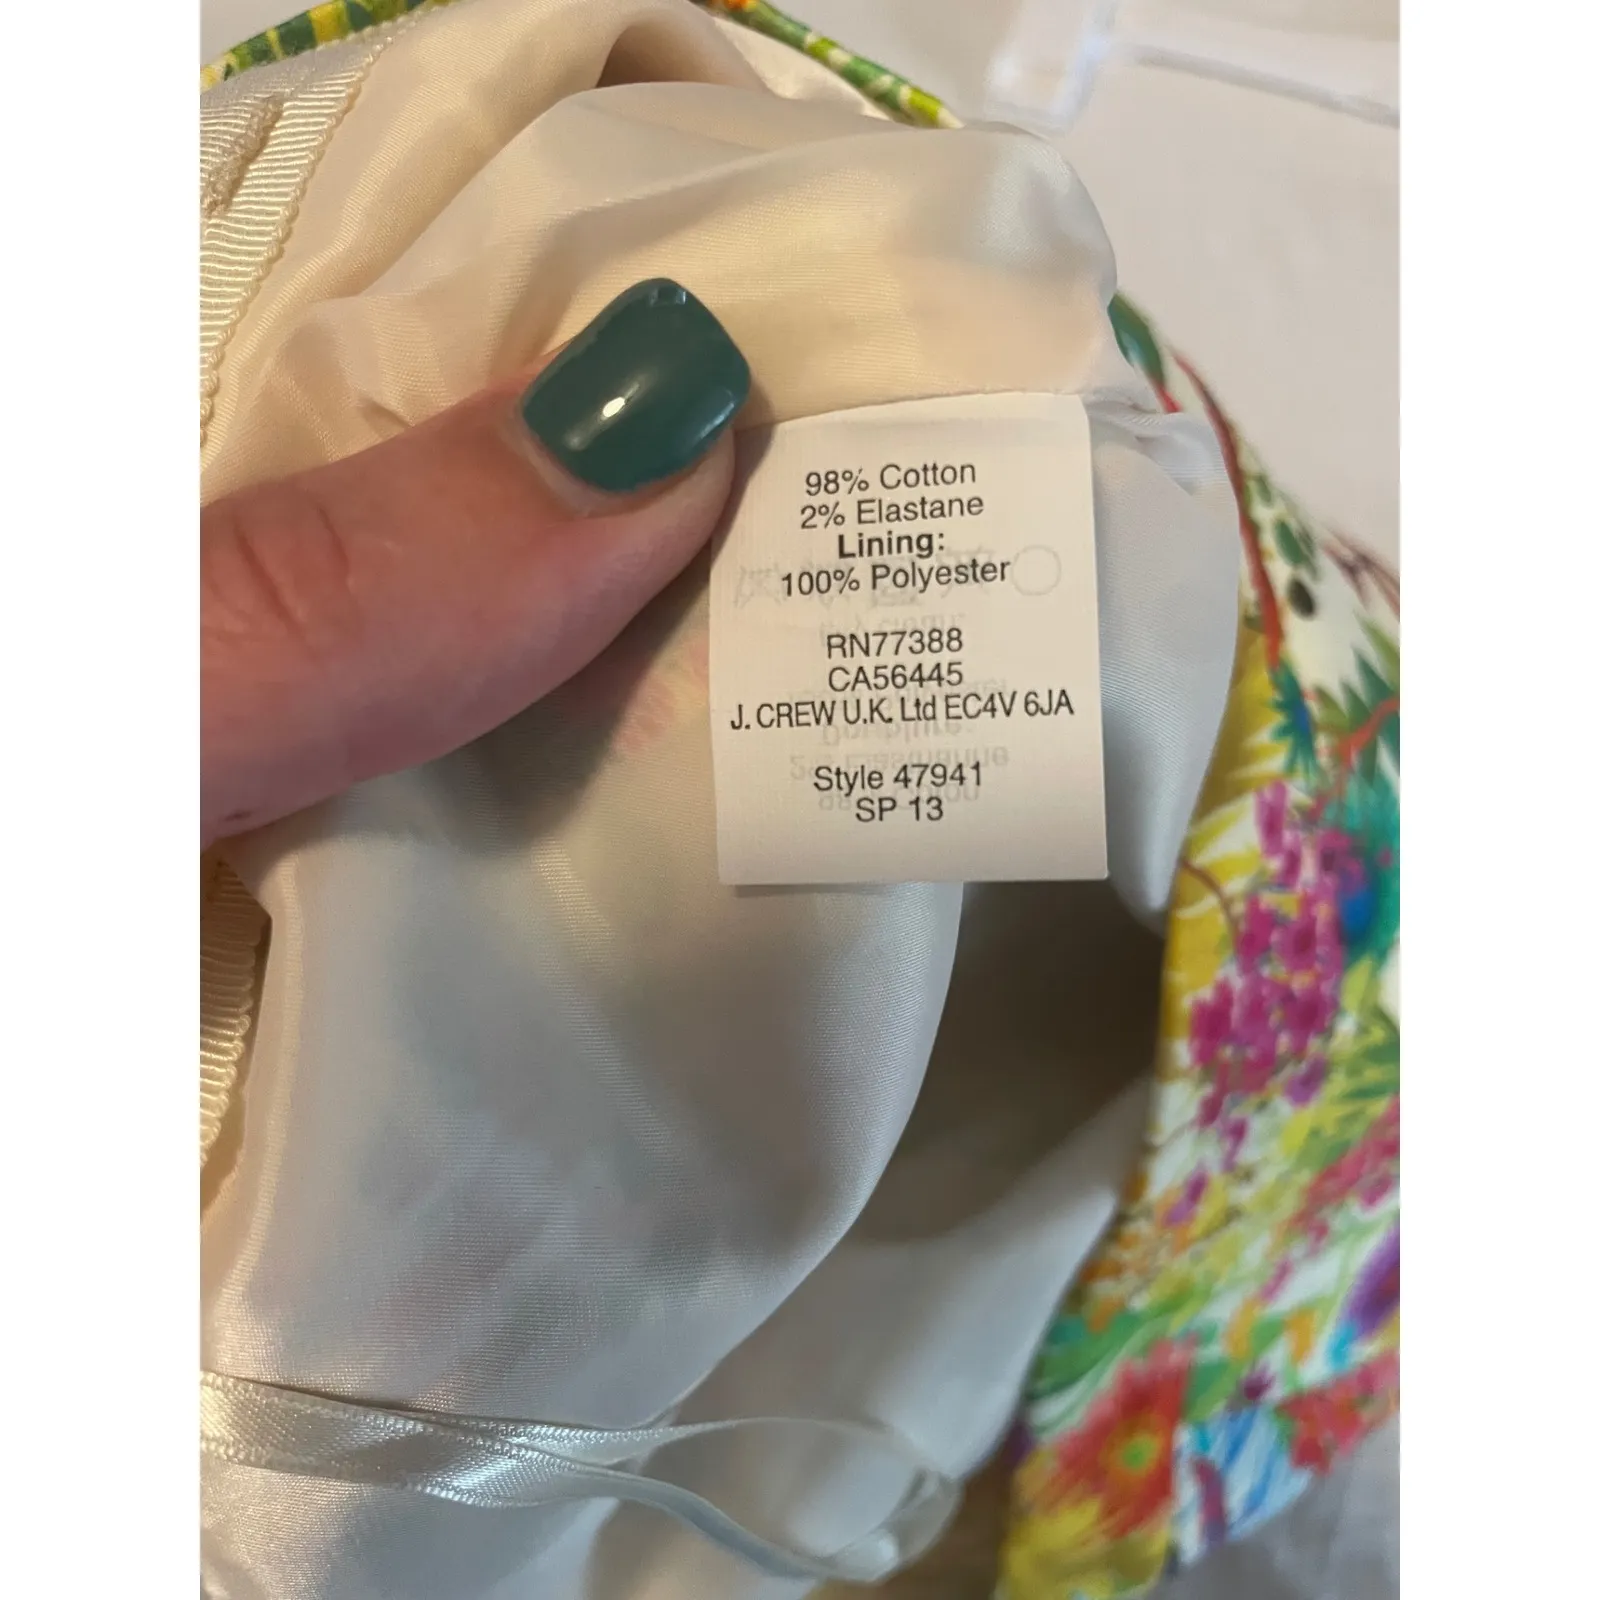 98% Cotton
2% Elastane
Lining:
100% Polyester
RN77388
CA56445
J. CREW U.K. Ltd EC4V 6JA
Style 47941
SP 13